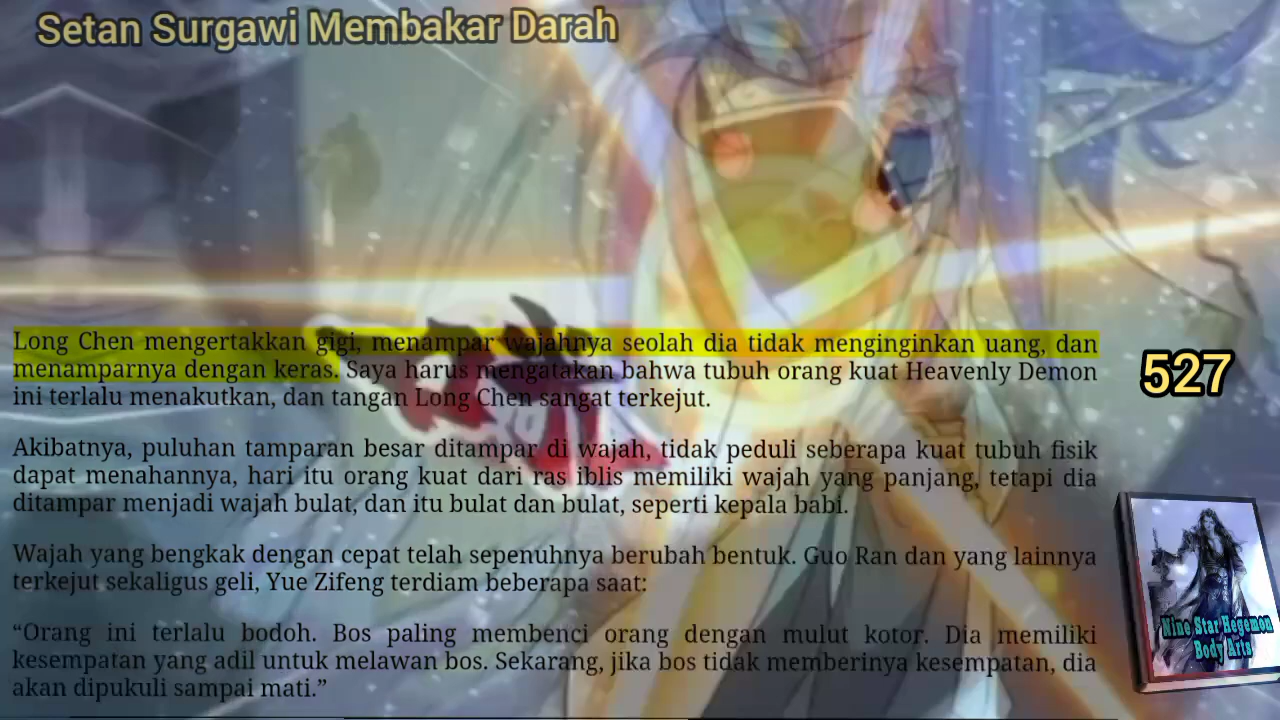 Setan Surgawi Membakar Darah
Long Chen mengertakkan gigi, menampar wajahnya seolah dia tidak menginginkan uang, dan
menamparnya dengan keras. Saya harus mengatakan bahwa tubuh orang kuat Heavenly Demon
ini terlalu menakutkan, dan tangan Long Chen sangat terkejut.
527
Akibatnya, puluhan tamparan besar ditampar di wajah, tidak peduli seberapa kuat tubuh fisik
dapat menahannya, hari itu orang kuat dari ras iblis memiliki wajah yang panjang, tetapi dia
ditampar menjadi wajah bulat, dan itu bulat dan bulat, seperti kepala babi.
Wajah yang bengkak dengan cepat telah sepenuhnya berubah bentuk. Guo Ran dan yang lainnya
terkejut sekaligus geli, Yue Zifeng terdiam beberapa saat:
“Orang ini terlalu bodoh. Bos paling membenci orang dengan mulut kotor. Dia memiliki
kesempatan yang adil untuk melawan bos. Sekarang, jika bos tidak memberinya kesempatan, dia
akan dipukuli sampai mati.”
Nine Star Hegemon
Body Arts